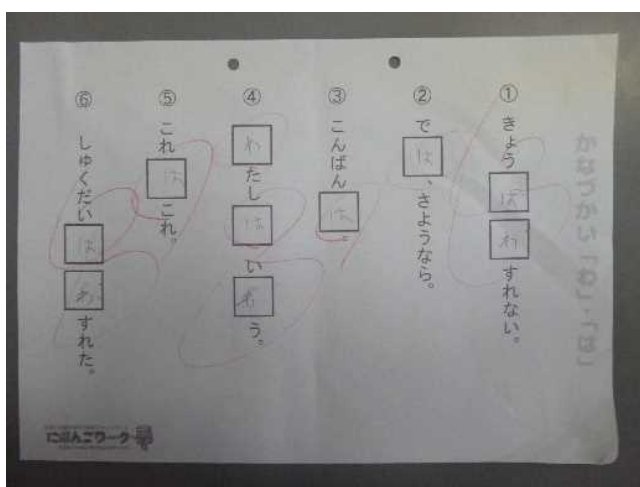 かなづかい「わ」・「は」
① きょうはわすれない。
② では、さようなら。
③ こんばんは。
④ わたしはいわう。
⑤ これはこれ。
⑥ しゅくだいはわすれた。
にほんごワーク